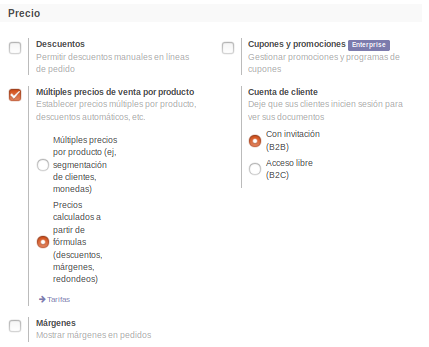 Precio
Descuentos
Permitir descuentos manuales en líneas
de pedido
Cupones y promociones Enterprise
Gestionar promociones y programas de
cupones
Múltiples precios de venta por producto
Establecer precios múltiples por producto,
descuentos automáticos, etc.
Múltiples precios
por producto (ej,
segmentación
de clientes,
monedas)
Precios
calculados a
partir de
fórmulas
(descuentos,
márgenes,
redondeos)
Tarifas
Cuenta de cliente
Deje que sus clientes inicien sesión para
ver sus documentos
Con invitación
(B2B)
Acceso libre
(B2C)
Márgenes
Mostrar márgenes en pedidos